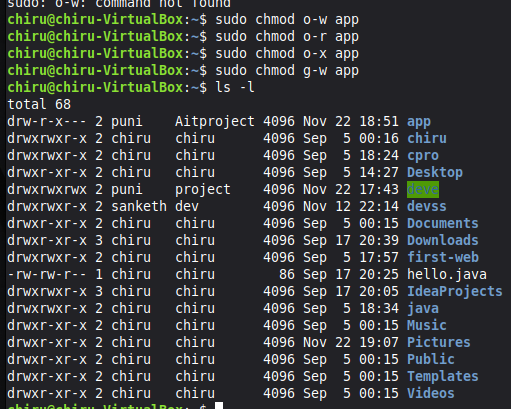 sudo: o-w: command not found
chiru@chiru-VirtualBox:~$ sudo chmod o-w app
chiru@chiru-VirtualBox:~$ sudo chmod o-r app
chiru@chiru-VirtualBox:~$ sudo chmod o-x app
chiru@chiru-VirtualBox:~$ sudo chmod g-w app
chiru@chiru-VirtualBox:~$ ls -l
total 68
drw-r-x--- 2 puni    Aitproject 4096 Nov 22 18:51 app
drwxrwxr-x 2 chiru   chiru      4096 Sep  5 00:16 chiru
drwxrwxr-x 2 chiru   chiru      4096 Sep  5 18:24 cpro
drwxr-xr-x 2 chiru   chiru      4096 Sep  5 14:27 Desktop
drwxrwxrwx 2 puni    project    4096 Nov 22 17:43 deve
drwxrwxr-x 2 sanketh dev        4096 Nov 12 22:14 devss
drwxr-xr-x 2 chiru   chiru      4096 Sep  5 00:15 Documents
drwxr-xr-x 3 chiru   chiru      4096 Sep 17 20:39 Downloads
drwxrwxr-x 2 chiru   chiru      4096 Sep  5 17:57 first-web
-rw-rw-r-- 1 chiru   chiru        86 Sep 17 20:25 hello.java
drwxrwxr-x 3 chiru   chiru      4096 Sep 17 20:05 IdeaProjects
drwxrwxr-x 2 chiru   chiru      4096 Sep  5 18:34 java
drwxr-xr-x 2 chiru   chiru      4096 Sep  5 00:15 Music
drwxr-xr-x 2 chiru   chiru      4096 Nov 22 19:07 Pictures
drwxr-xr-x 2 chiru   chiru      4096 Sep  5 00:15 Public
drwxr-xr-x 2 chiru   chiru      4096 Sep  5 00:15 Templates
drwxr-xr-x 2 chiru   chiru      4096 Sep  5 00:15 Videos
chiru@chiru-VirtualBox:~$